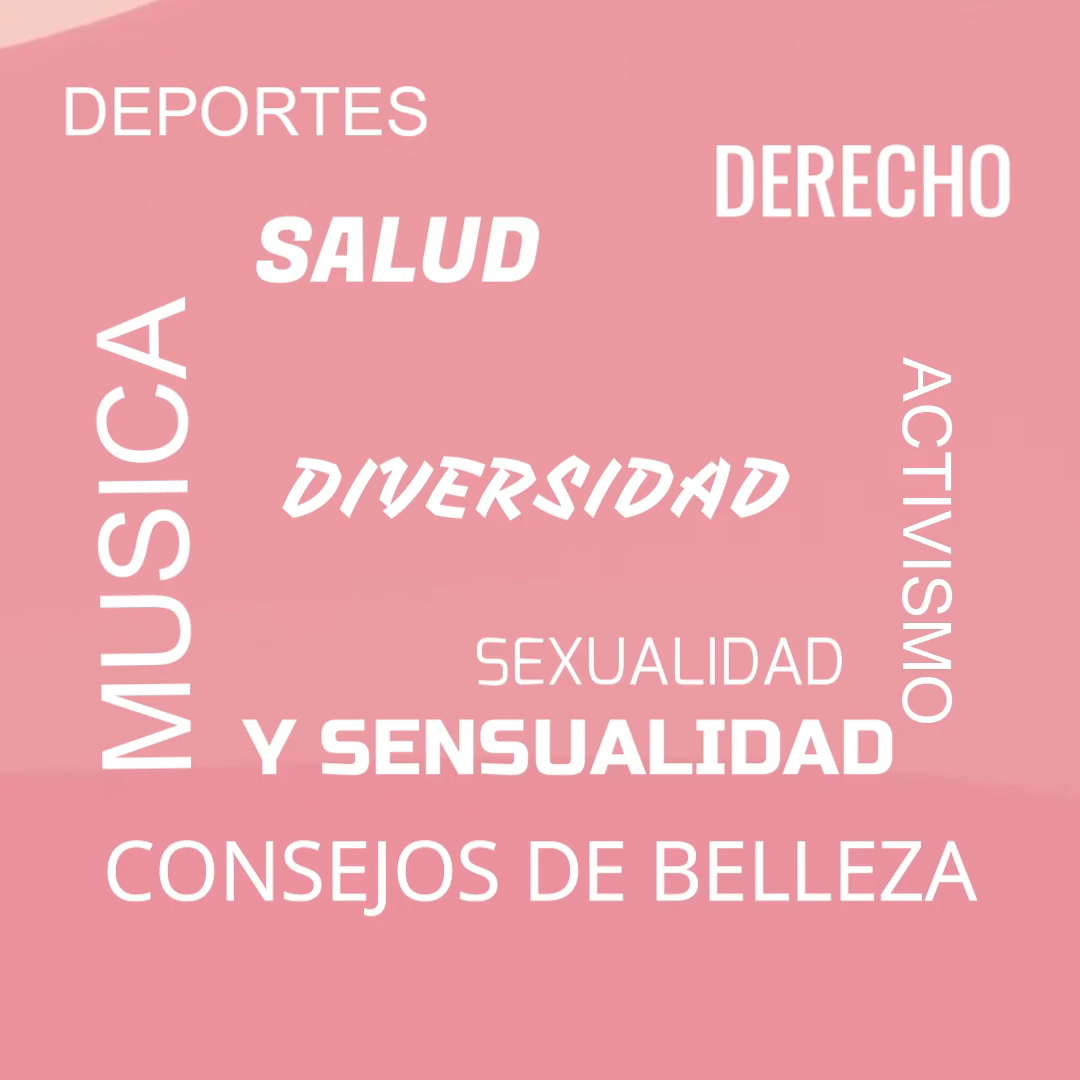 DEPORTES
DERECHO
SALUD
MUSICA
ACTIVISMO
DIVERSIDAD
SEXUALIDAD
Y SENSUALIDAD
CONSEJOS DE BELLEZA